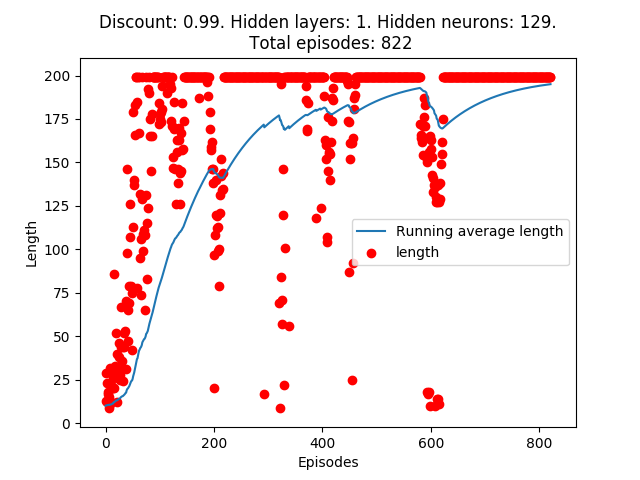 Discount: 0.99. Hidden layers: 1. Hidden neurons: 129.
Total episodes: 822
200
175
150
125
100
75
50
25
0
Length
Running average length
length
0
200
400
600
800
Episodes